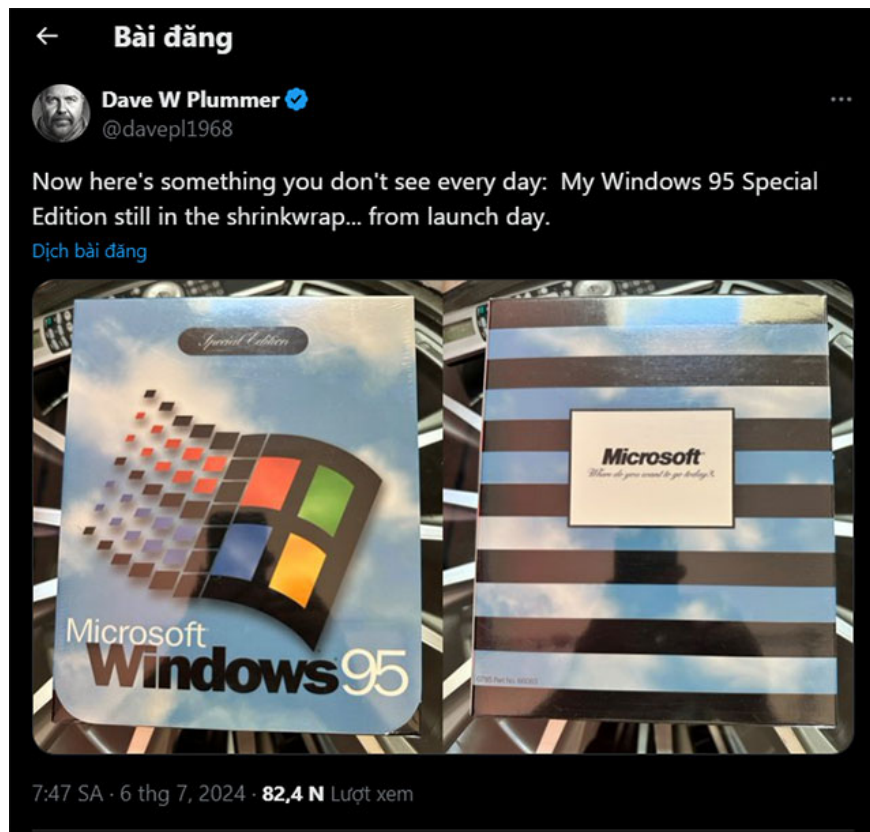 Bài đăng
Dave W Plummer
@davepl1968
Now here's something you don't see every day: My Windows 95 Special
Edition still in the shrinkwrap... from launch day.
Dịch bài đăng
Special Edition
Microsoft
Windows 95
Microsoft
Where do you want to go today?
7:47 SA · 6 thg 7, 2024 · 82,4 N Lượt xem